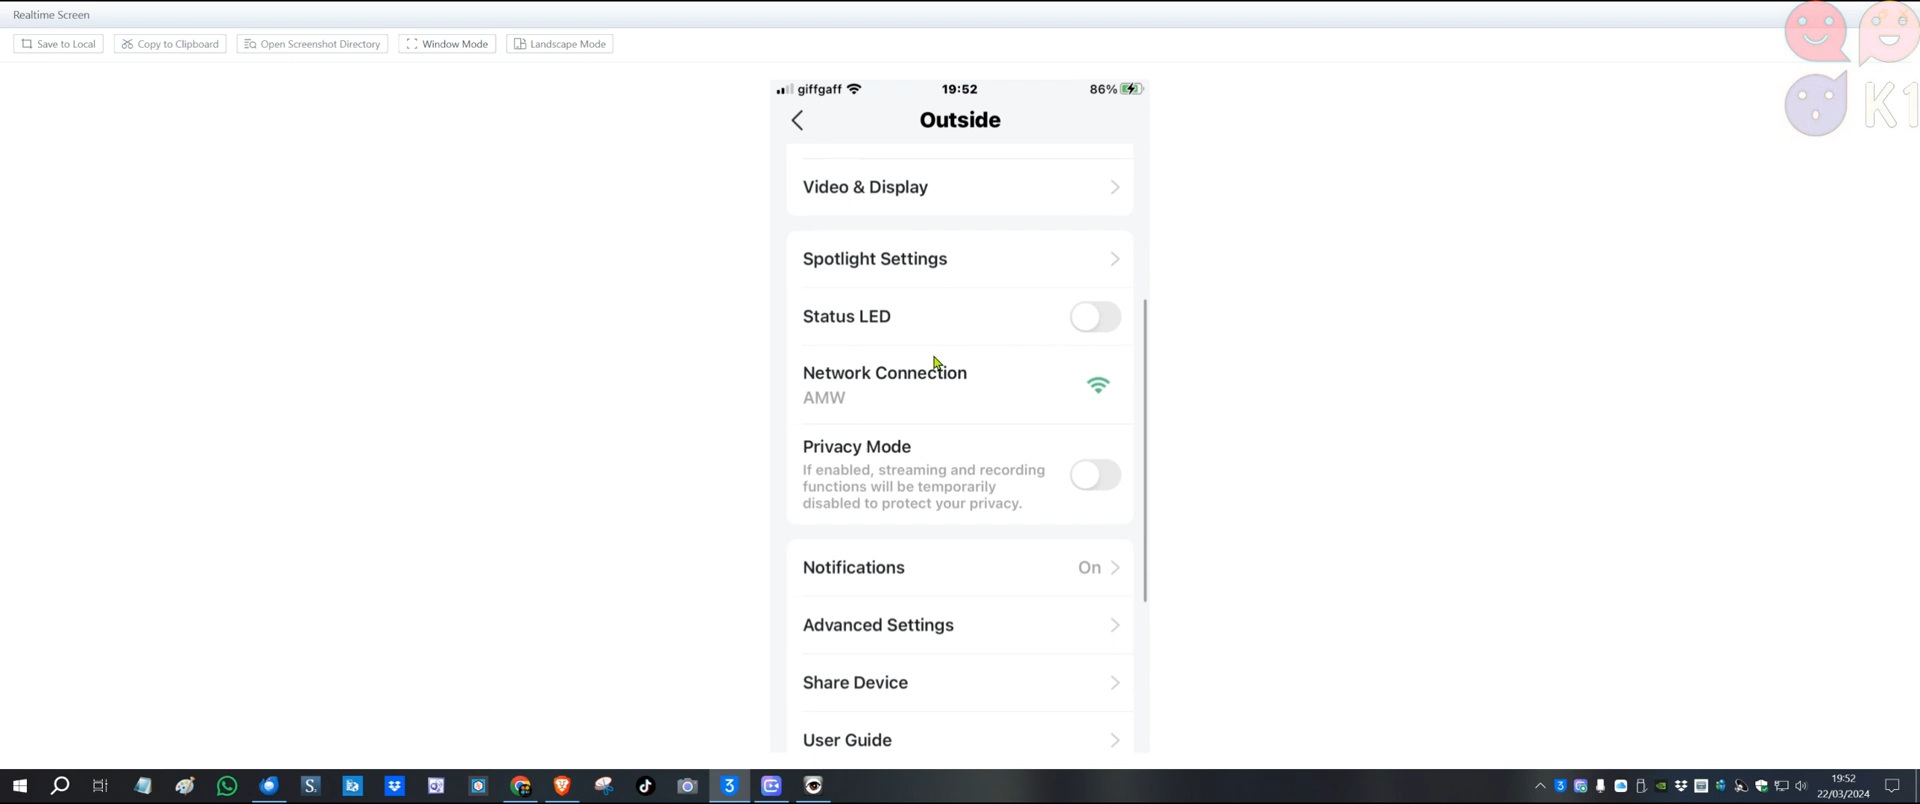 Realtime Screen
Save to Local Copy to Clipboard Open Screenshot Directory Window Mode Landscape Mode
K1
giffgaff 19:52 86%
Outside
Video & Display
Spotlight Settings
Status LED
Network Connection
AMW
Privacy Mode
If enabled, streaming and recording
functions will be temporarily
disabled to protect your privacy.
Notifications On
Advanced Settings
Share Device
User Guide
19:52
22/03/2024